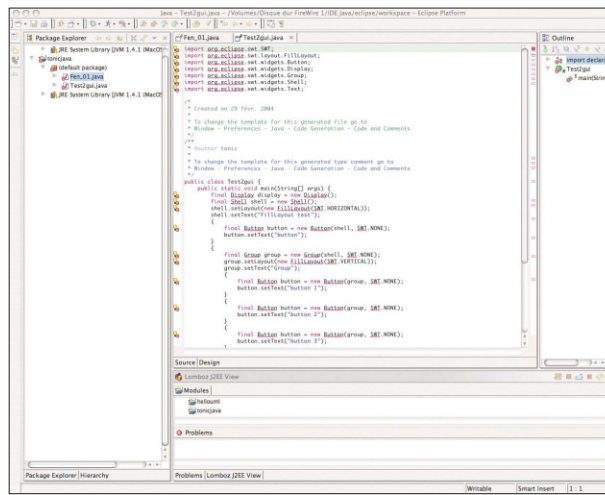 Java – Test2gui.java – /Volumes/Disque dur FireWire 1/IDE Java/eclipse/workspace – Eclipse Platform
Package Explorer
JRE System Library [JVM 1.4.1 (MacOS
tonicjava
(default package)
Fen_01.java
Test2gui.java
JRE System Library [JVM 1.4.1 (MacOS
Package Explorer Hierarchy
Fen_01.java Test2gui.java
import org.eclipse.swt.SWT;
import org.eclipse.swt.layout.FillLayout;
import org.eclipse.swt.widgets.Button;
import org.eclipse.swt.widgets.Display;
import org.eclipse.swt.widgets.Group;
import org.eclipse.swt.widgets.Shell;
import org.eclipse.swt.widgets.Text;
/*
* Created on 29 févr. 2004
*
* To change the template for this generated file go to
* Window - Preferences - Java - Code Generation - Code and Comments
*/
/**
* @author tonic
*
* To change the template for this generated type comment go to
* Window - Preferences - Java - Code Generation - Code and Comments
*/
public class Test2gui {
public static void main(String[] args) {
final Display display = new Display();
final Shell shell = new Shell();
shell.setLayout(new FillLayout(SWT.HORIZONTAL));
shell.setText("FillLayout test");
{
final Button button = new Button(shell, SWT.NONE);
button.setText("button");
}
{
final Group group = new Group(shell, SWT.NONE);
group.setLayout(new FillLayout(SWT.VERTICAL));
group.setText("Group");
{
final Button button = new Button(group, SWT.NONE);
button.setText("button 1");
}
{
final Button button = new Button(group, SWT.NONE);
button.setText("button 2");
}
{
final Button button = new Button(group, SWT.NONE);
button.setText("button 3");
}
Source Design
Outline
import declara
Test2gui
main(Strin
Lomboz J2EE View
Modules
hellouml
tonicjava
Problems
Problems Lomboz J2EE View
Writable Smart Insert 1 : 1